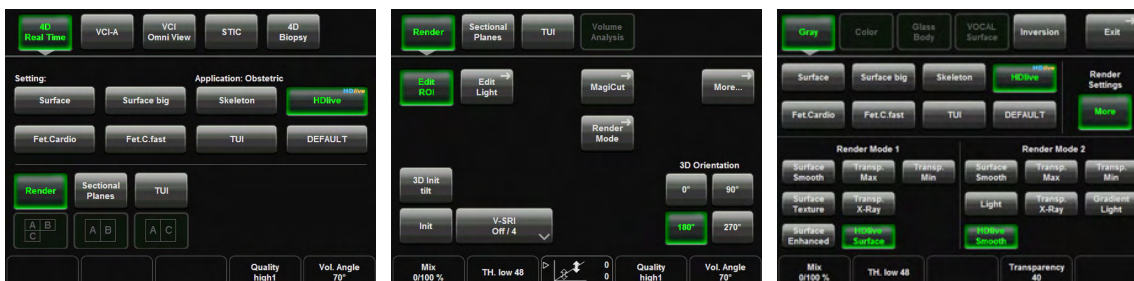 4D Real Time
VCI-A
VCI Omni View
STIC
4D Biopsy
Setting:
Application: Obstetric
Surface
Surface big
Skeleton
HDlive
HDlive
Fet.Cardio
Fet.C.fast
TUI
DEFAULT
Render
Sectional Planes
TUI
A B
C
A B
A C
Quality
high1
Vol. Angle
70°
Render
Sectional Planes
TUI
Volume Analysis
Edit ROI
Edit Light
MagiCut
More...
Render Mode
3D Orientation
3D Init tilt
0°
90°
Init
V-SRI
Off / 4
180°
270°
Mix
0/100 %
TH. low 48
0
0
Quality
high1
Vol. Angle
70°
Gray
Color
Glass Body
VOCAL Surface
Inversion
Exit
Surface
Surface big
Skeleton
HDlive
HDlive
Render Settings
Fet.Cardio
Fet.C.fast
TUI
DEFAULT
More
Render Mode 1
Render Mode 2
Surface Smooth
Transp. Max
Transp. Min
Surface Smooth
Transp. Max
Transp. Min
Surface Texture
Transp. X-Ray
Light
Transp. X-Ray
Gradient Light
Surface Enhanced
HDlive Surface
HDlive Smooth
Mix
0/100 %
TH. low 48
Transparency
40